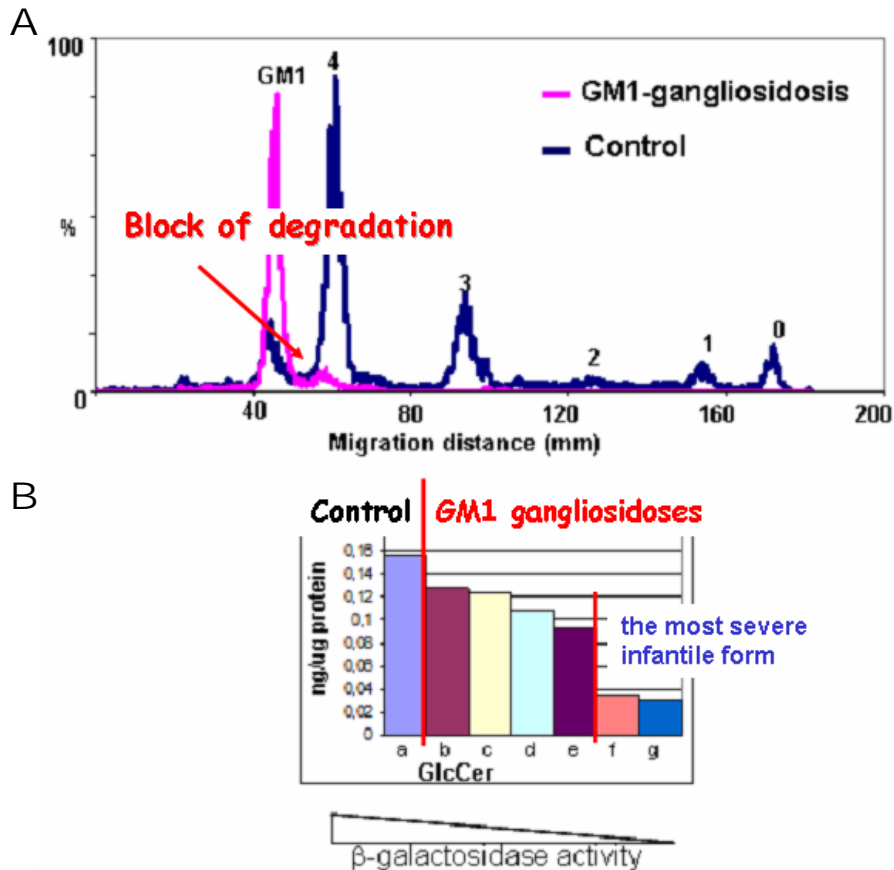 A
100
GM1
4
GM1-gangliosidosis
Control
%
Block of degradation
3
2
1
0
0
40
80
120
160
200
Migration distance (mm)
B
Control
GM1 gangliosidoses
ng/ug protein
0,16
0,14
0,12
0,1
0,08
0,06
0,04
0,02
0
the most severe
infantile form
a b c d e f g
GlcCer
β-galactosidase activity